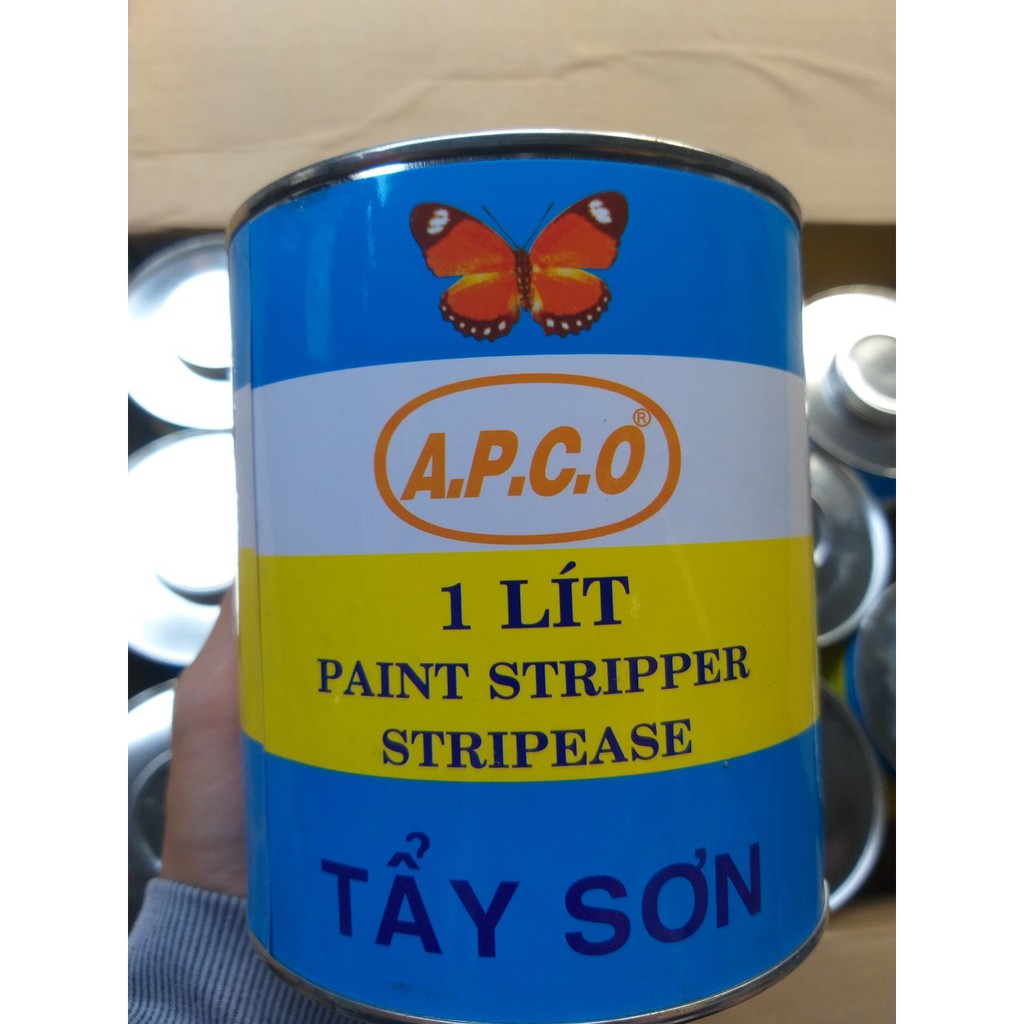 A.P.C.O®
1 LÍT
PAINT STRIPPER
STRIPEASE
TẨY SƠN